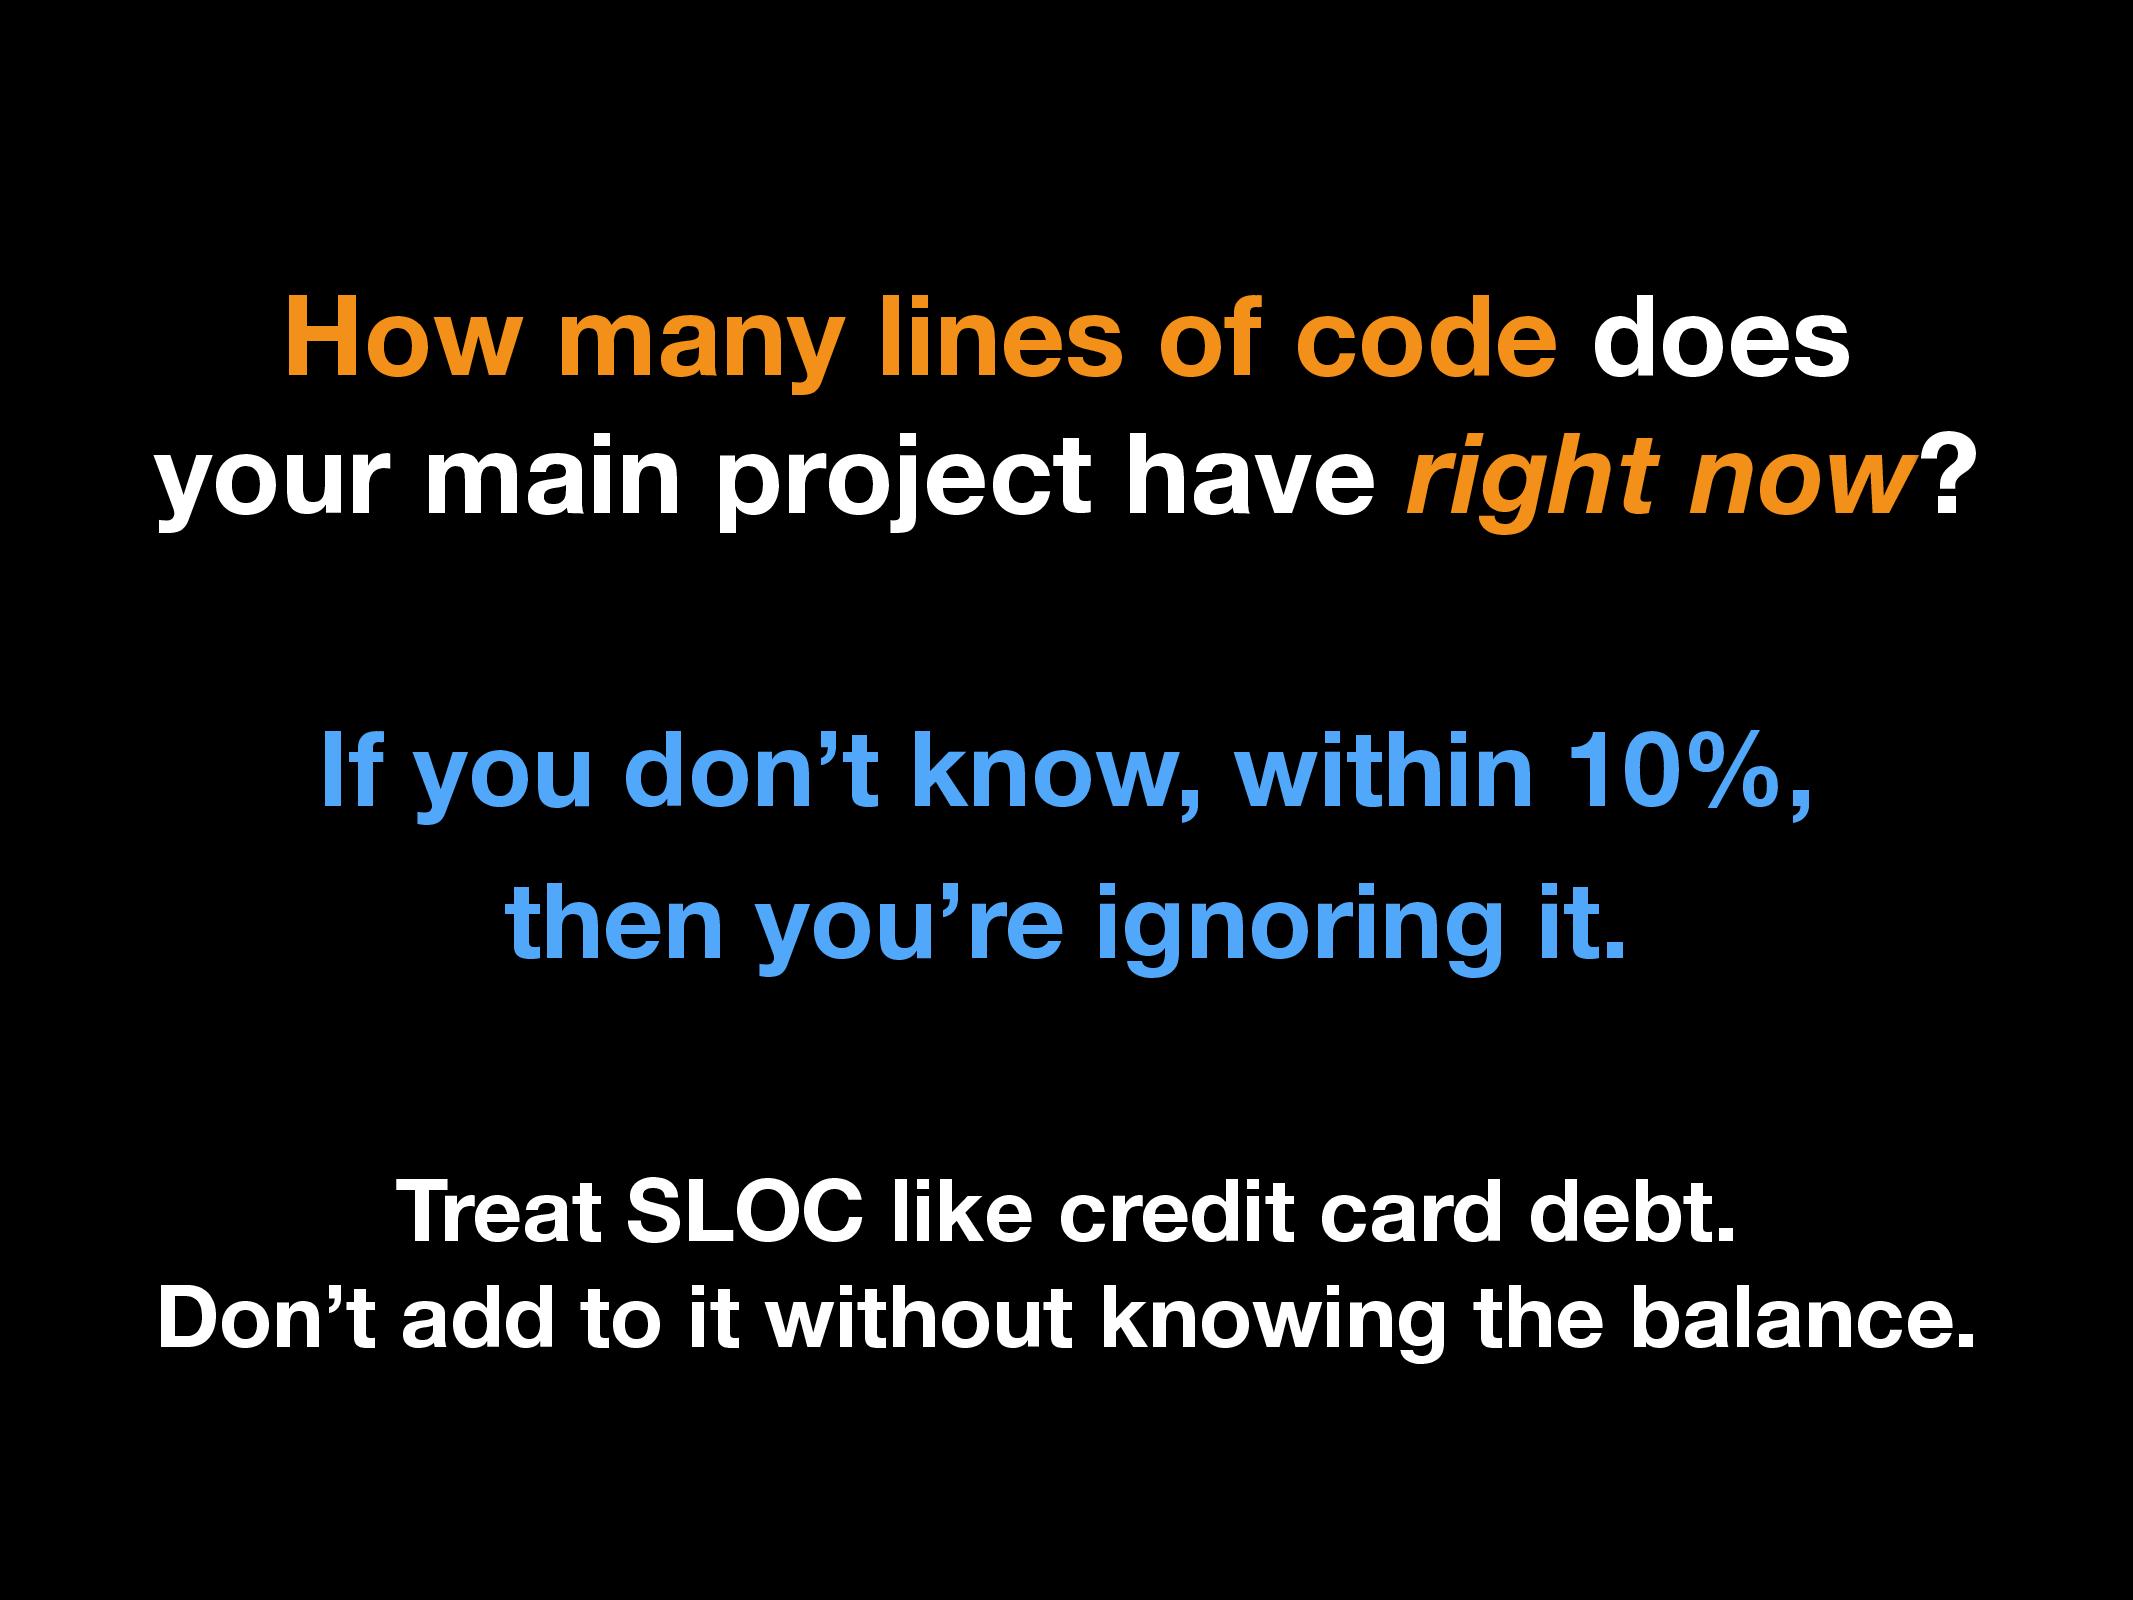 How many lines of code does
your main project have right now?
If you don’t know, within 10%,
then you’re ignoring it.
Treat SLOC like credit card debt.
Don’t add to it without knowing the balance.